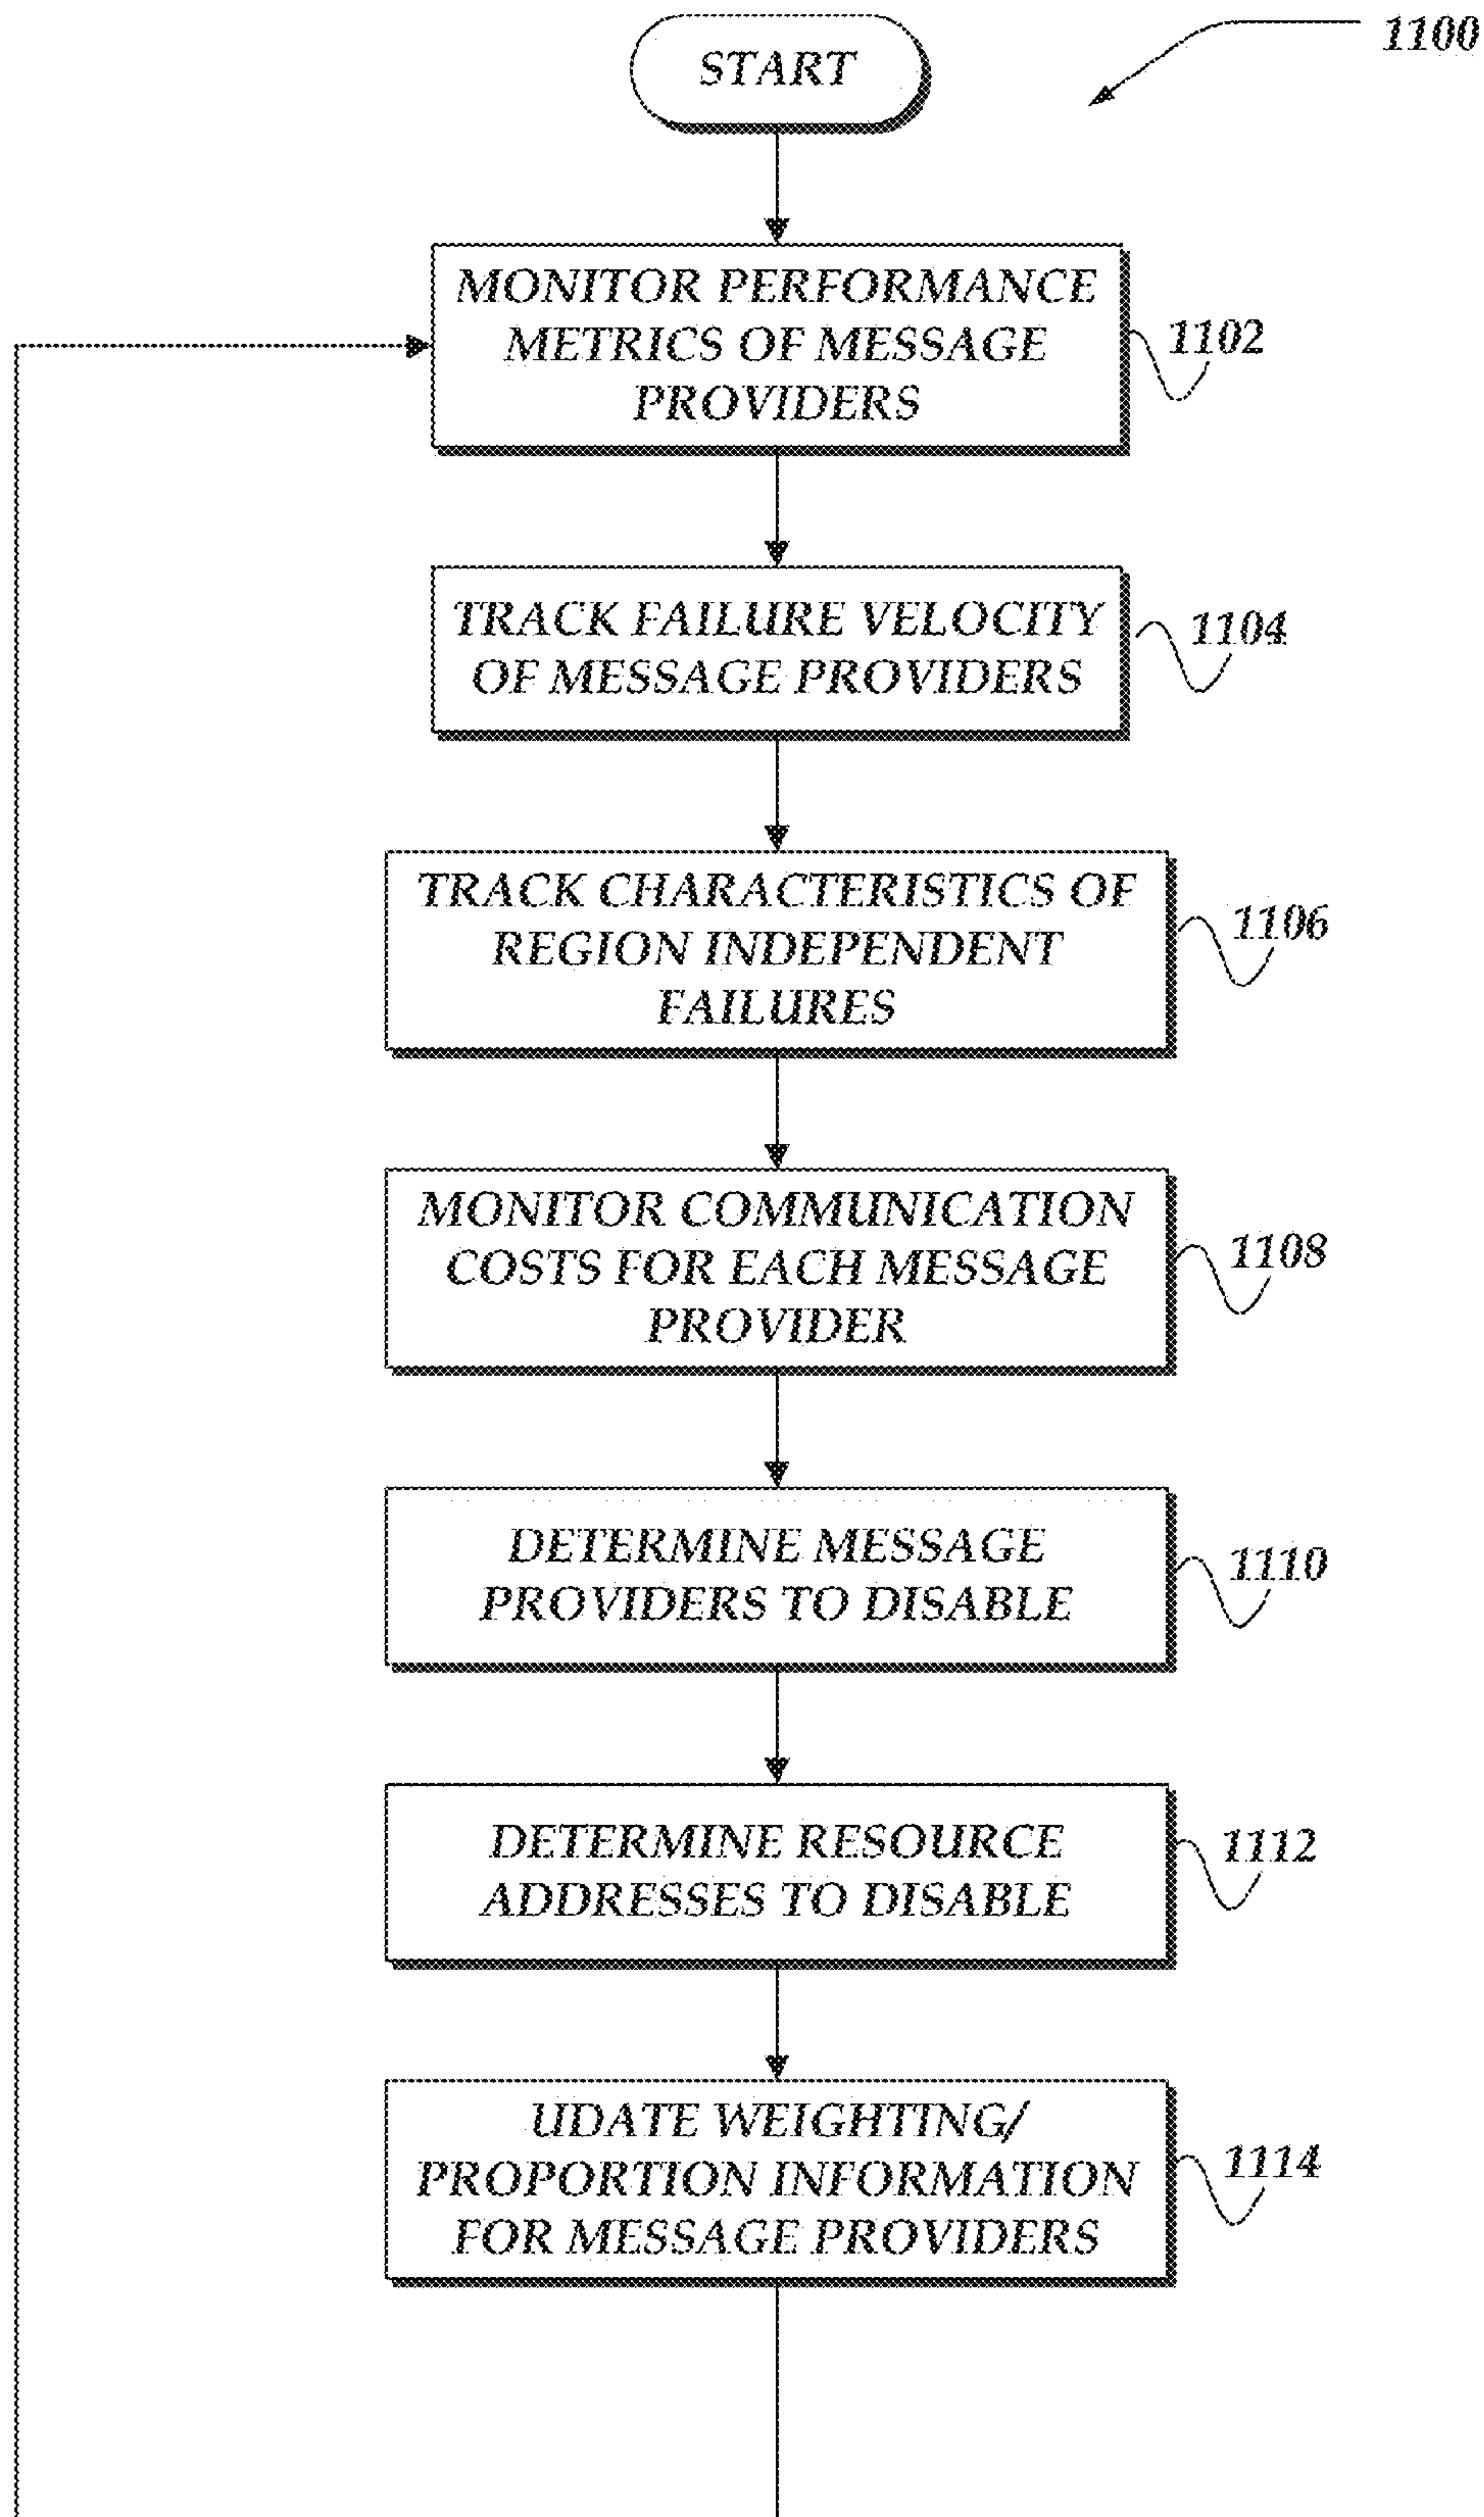 START
1100
MONITOR PERFORMANCE
METRICS OF MESSAGE
PROVIDERS
1102
TRACK FAILURE VELOCITY
OF MESSAGE PROVIDERS
1104
TRACK CHARACTERISTICS OF
REGION INDEPENDENT
FAILURES
1106
MONITOR COMMUNICATION
COSTS FOR EACH MESSAGE
PROVIDER
1108
DETERMINE MESSAGE
PROVIDERS TO DISABLE
1110
DETERMINE RESOURCE
ADDRESSES TO DISABLE
1112
UDATE WEIGHTING/
PROPORTION INFORMATION
FOR MESSAGE PROVIDERS
1114